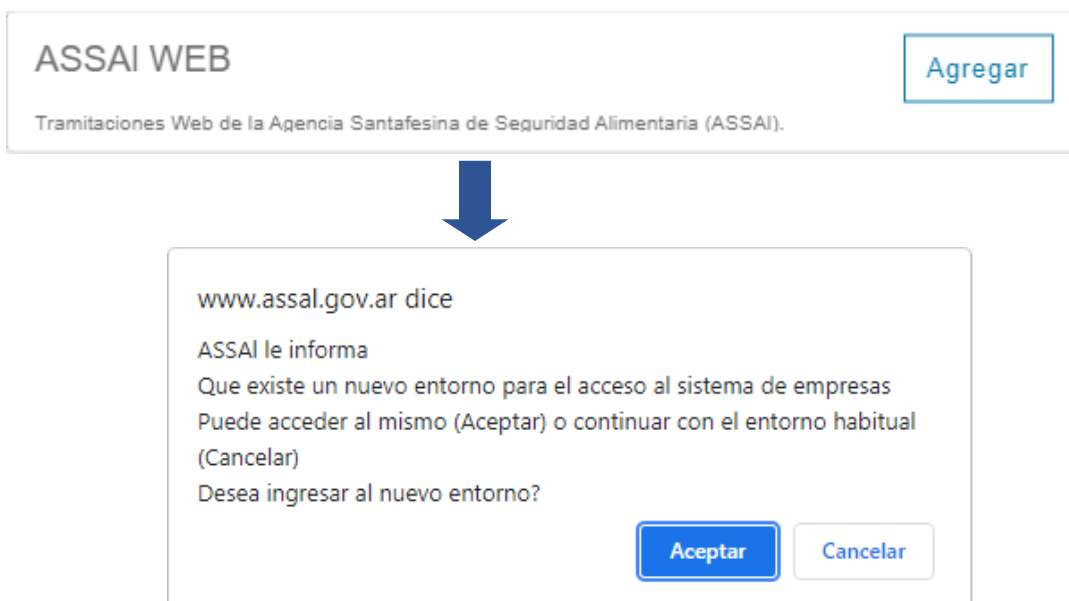 ASSAl WEB
Agregar
Tramitaciones Web de la Agencia Santafesina de Seguridad Alimentaria (ASSAl).
www.assal.gov.ar dice
ASSAl le informa
Que existe un nuevo entorno para el acceso al sistema de empresas
Puede acceder al mismo (Aceptar) o continuar con el entorno habitual
(Cancelar)
Desea ingresar al nuevo entorno?
Aceptar
Cancelar